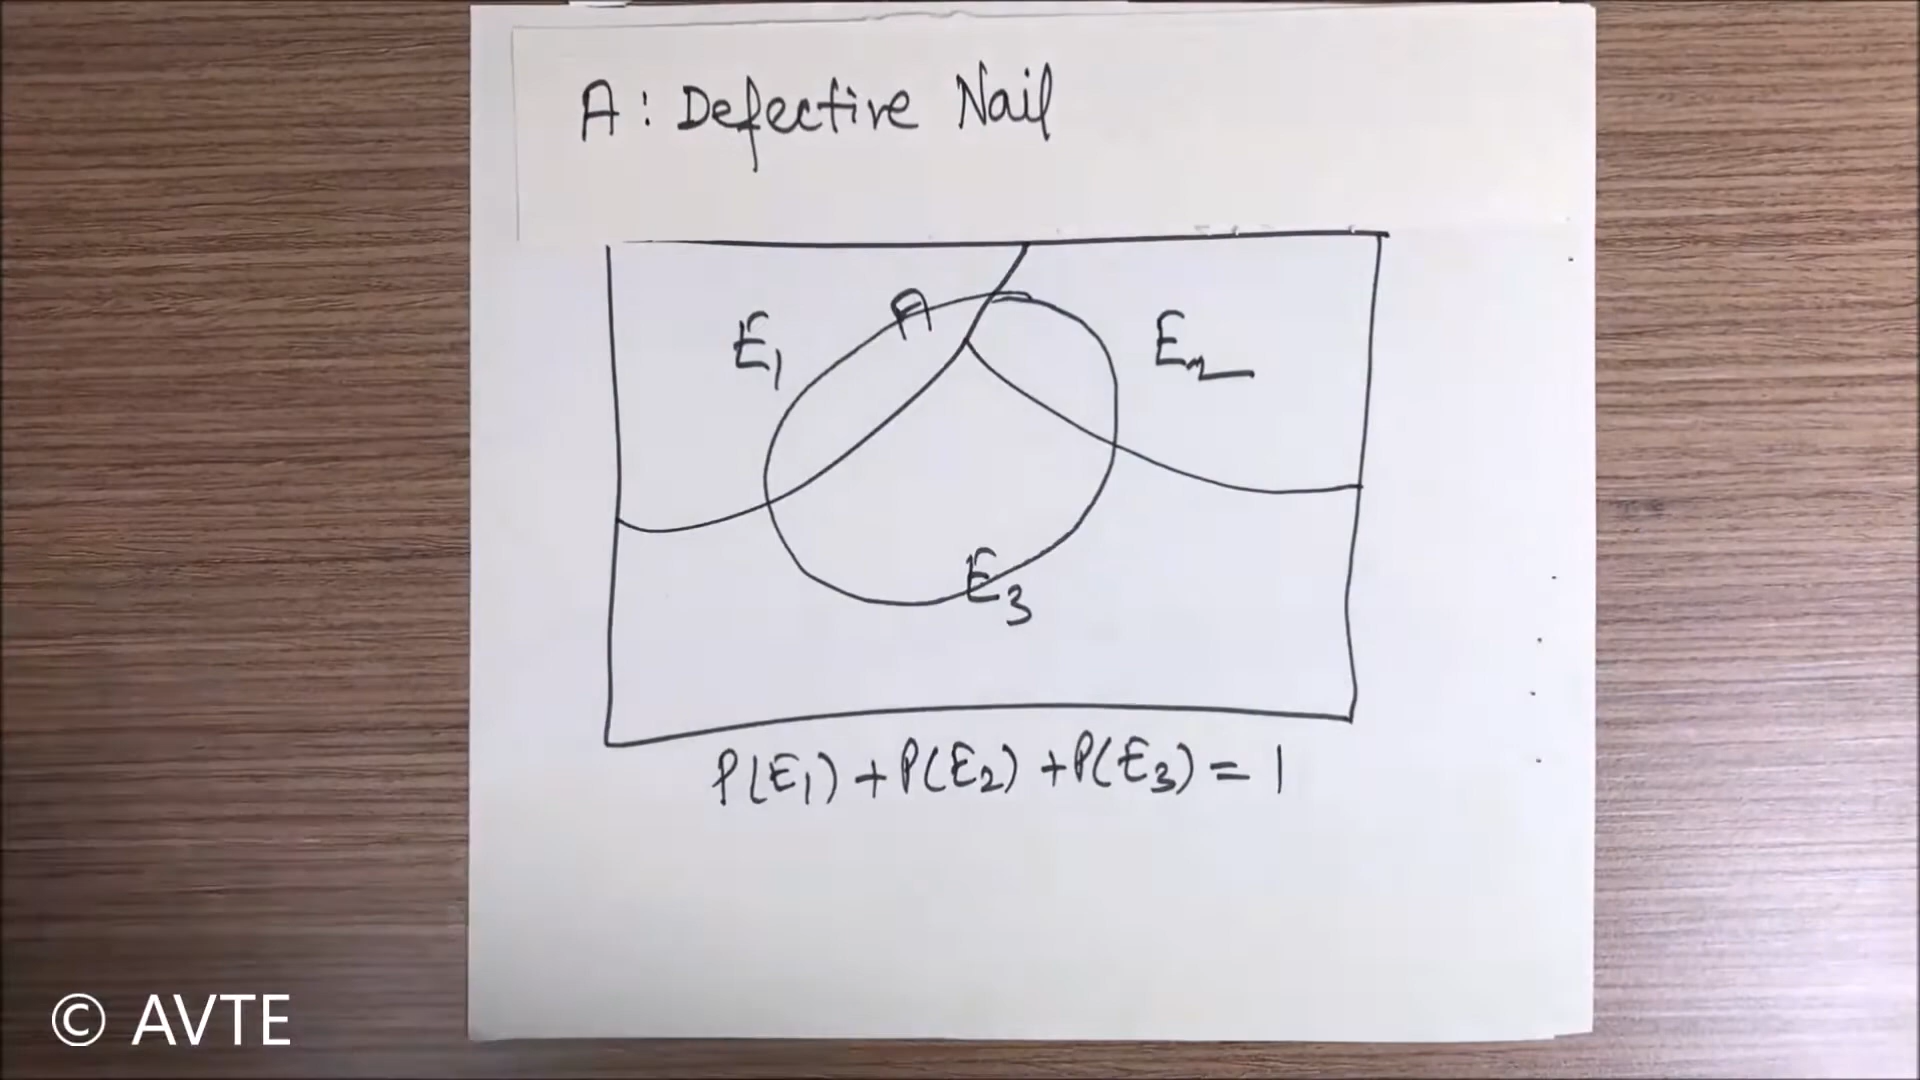 A: Defective Nail
A
E₁
E₂
E₃
P(E₁) + P(E₂) + P(E₃) = 1
© AVTE